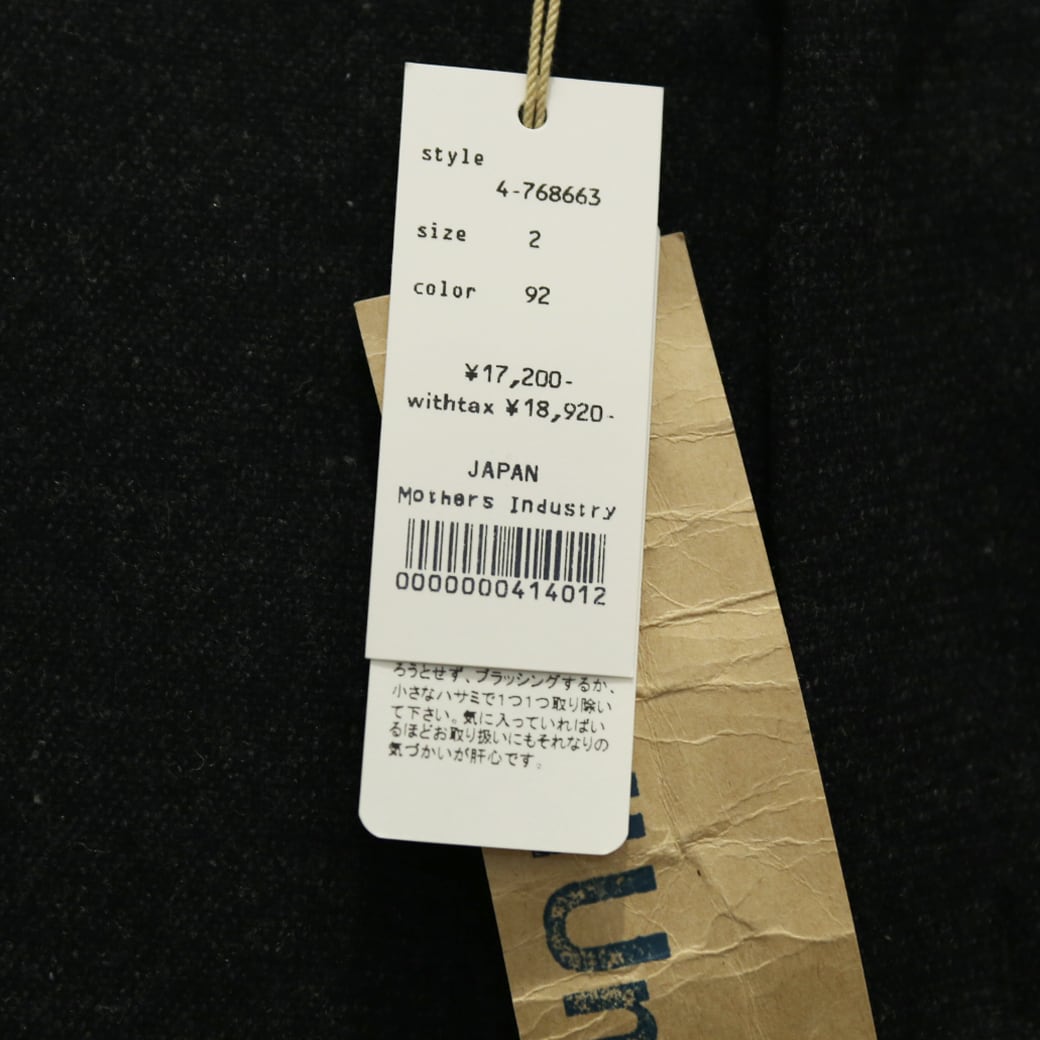 style
4-768663
size 2
color 92
¥17,200-
withtax ¥18,920-
JAPAN
Mothers Industry
0000000414012
ろうとせず、ブラッシングするか、
小さなハサミで1つ1つ取り除い
て下さい。気に入っていればい
るほどお取り扱いにもそれなりの
気づかいが肝心です。
Un